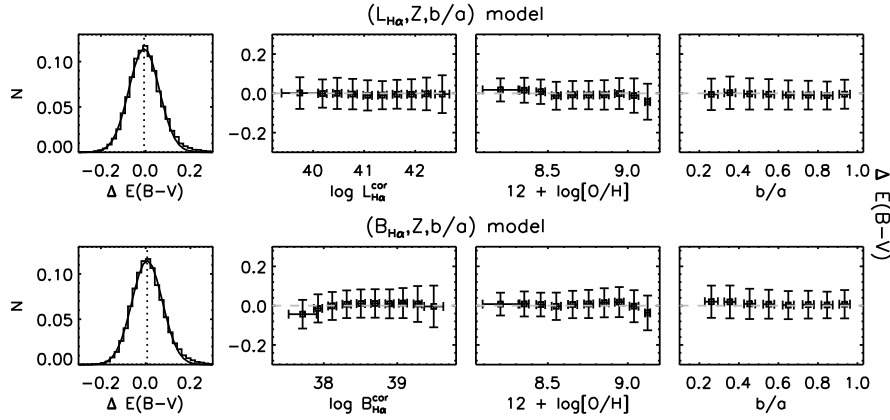 (L_Hα,Z,b/a) model
0.10
0.05
0.00
N
-0.2 0.0 0.2
Δ E(B-V)
0.2
0.0
-0.2
40 41 42
log L_Hα^cor
8.5 9.0
12 + log[O/H]
0.2 0.4 0.6 0.8 1.0
b/a
Δ E(B-V)
(B_Hα,Z,b/a) model
0.10
0.05
0.00
N
-0.2 0.0 0.2
Δ E(B-V)
0.2
0.0
-0.2
38 39
log B_Hα^cor
8.5 9.0
12 + log[O/H]
0.2 0.4 0.6 0.8 1.0
b/a